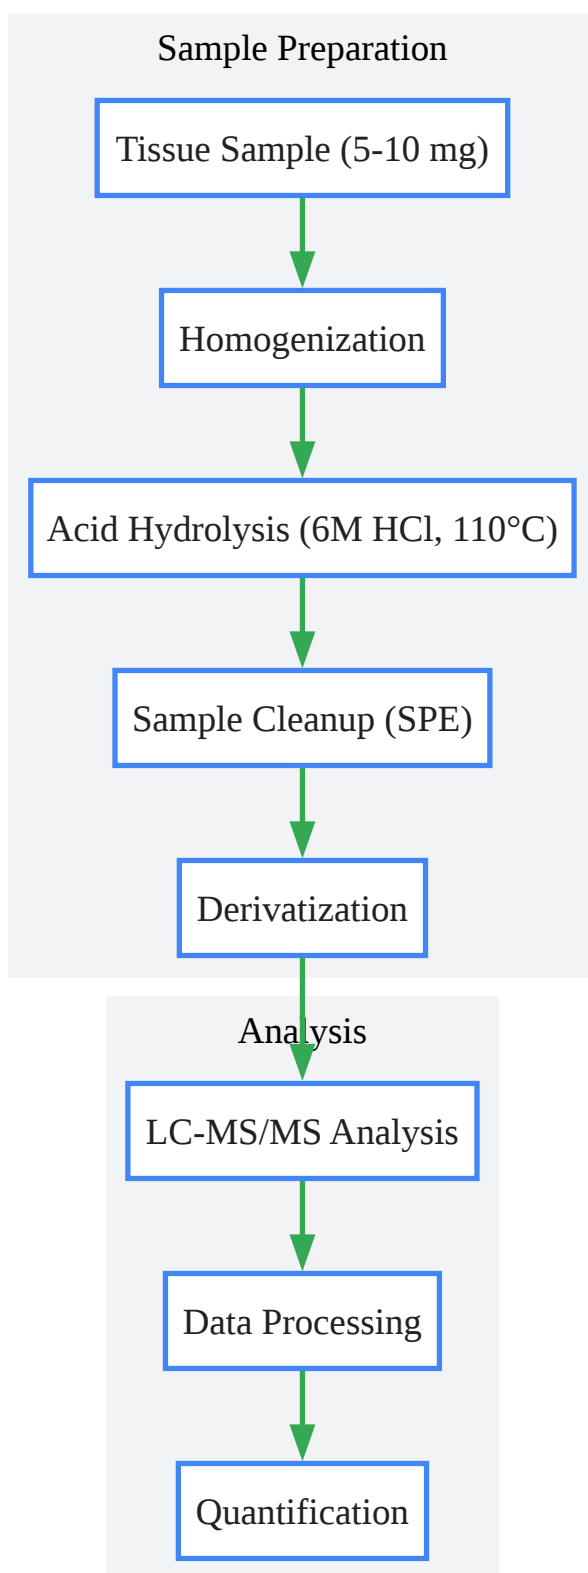 Sample Preparation
Tissue Sample (5-10 mg)
Homogenization
Acid Hydrolysis (6M HCl, 110°C)
Sample Cleanup (SPE)
Derivatization
Analysis
LC-MS/MS Analysis
Data Processing
Quantification